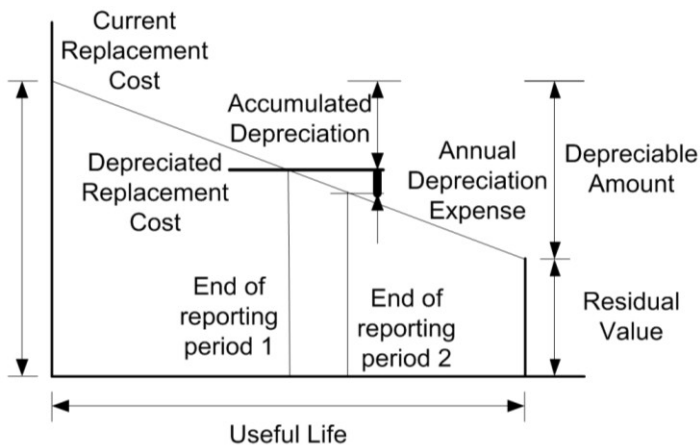 Current
Replacement
Cost
Accumulated
Depreciation
Depreciated
Replacement
Cost
Annual
Depreciation
Expense
Depreciable
Amount
End of
reporting
period 1
End of
reporting
period 2
Residual
Value
Useful Life